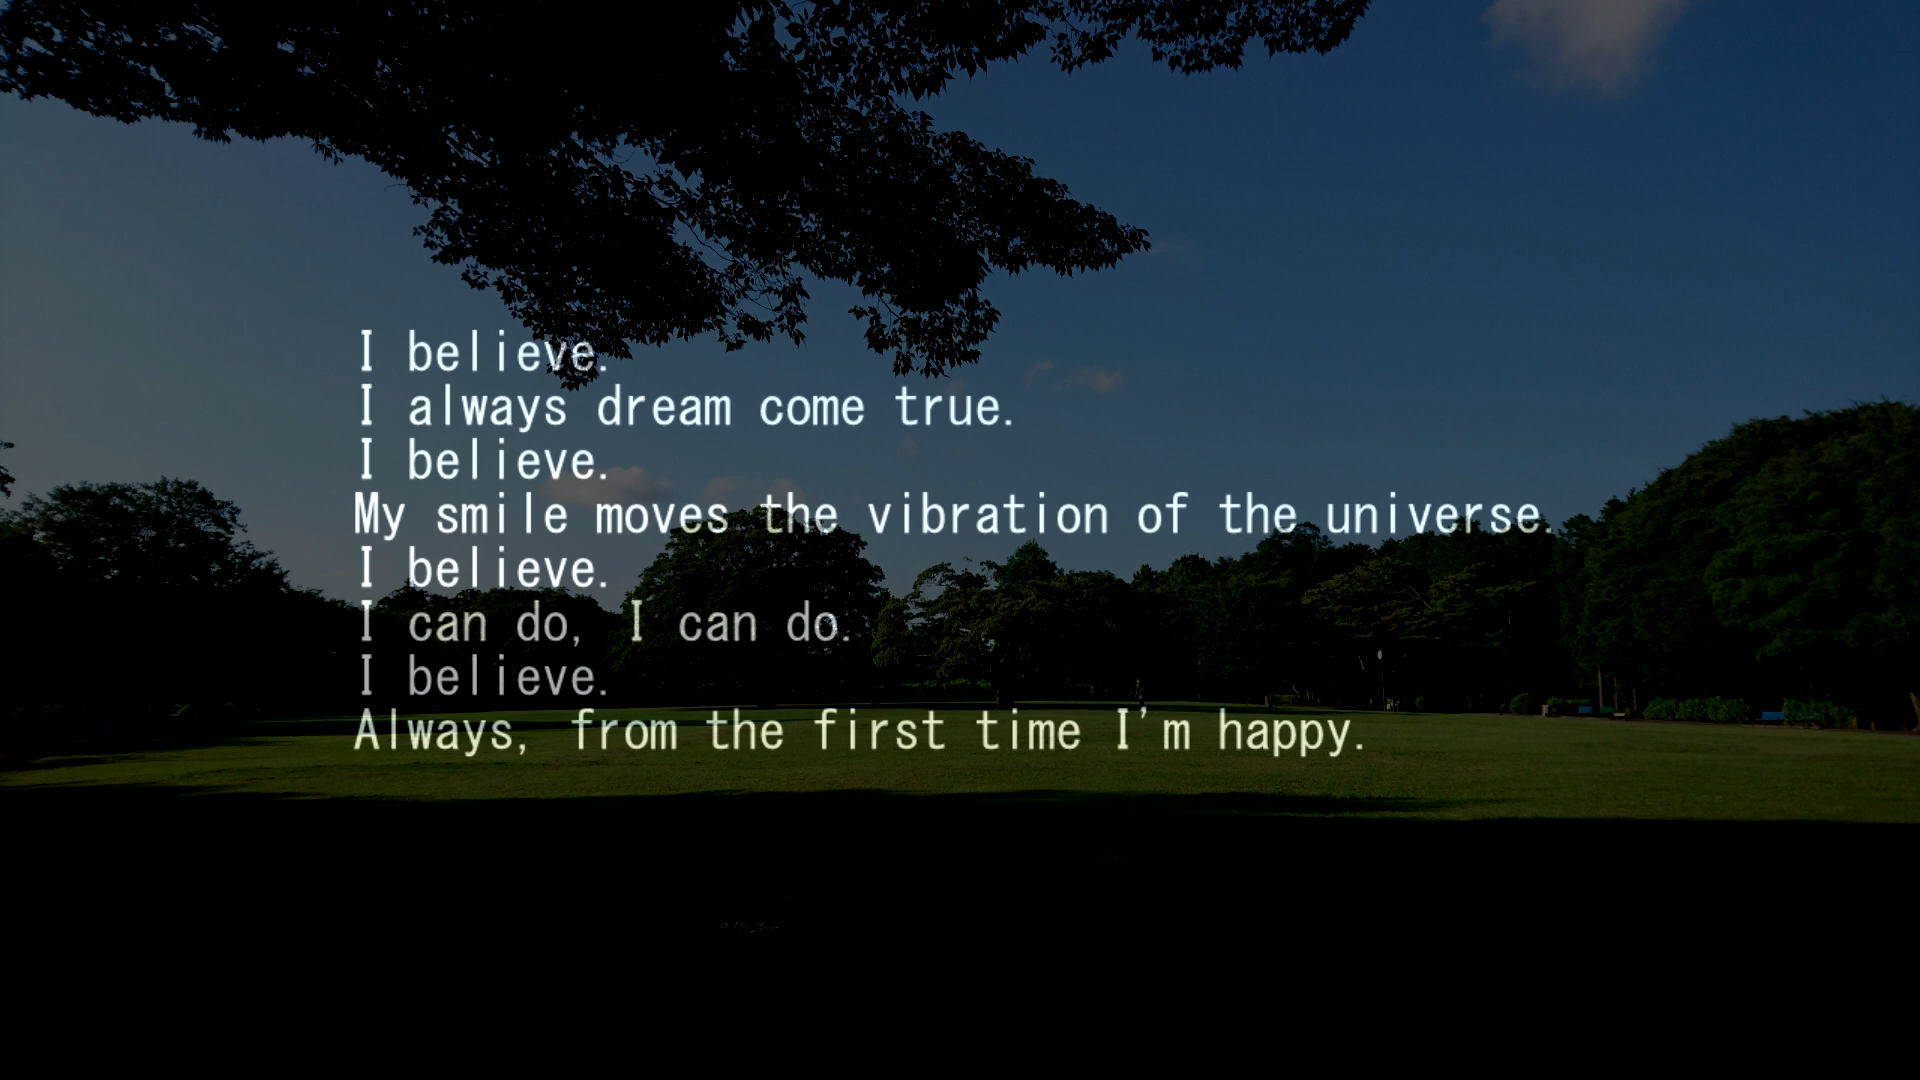 I believe.
I always dream come true.
I believe.
My smile moves the vibration of the universe.
I believe.
I can do, I can do.
I believe.
Always, from the first time I'm happy.